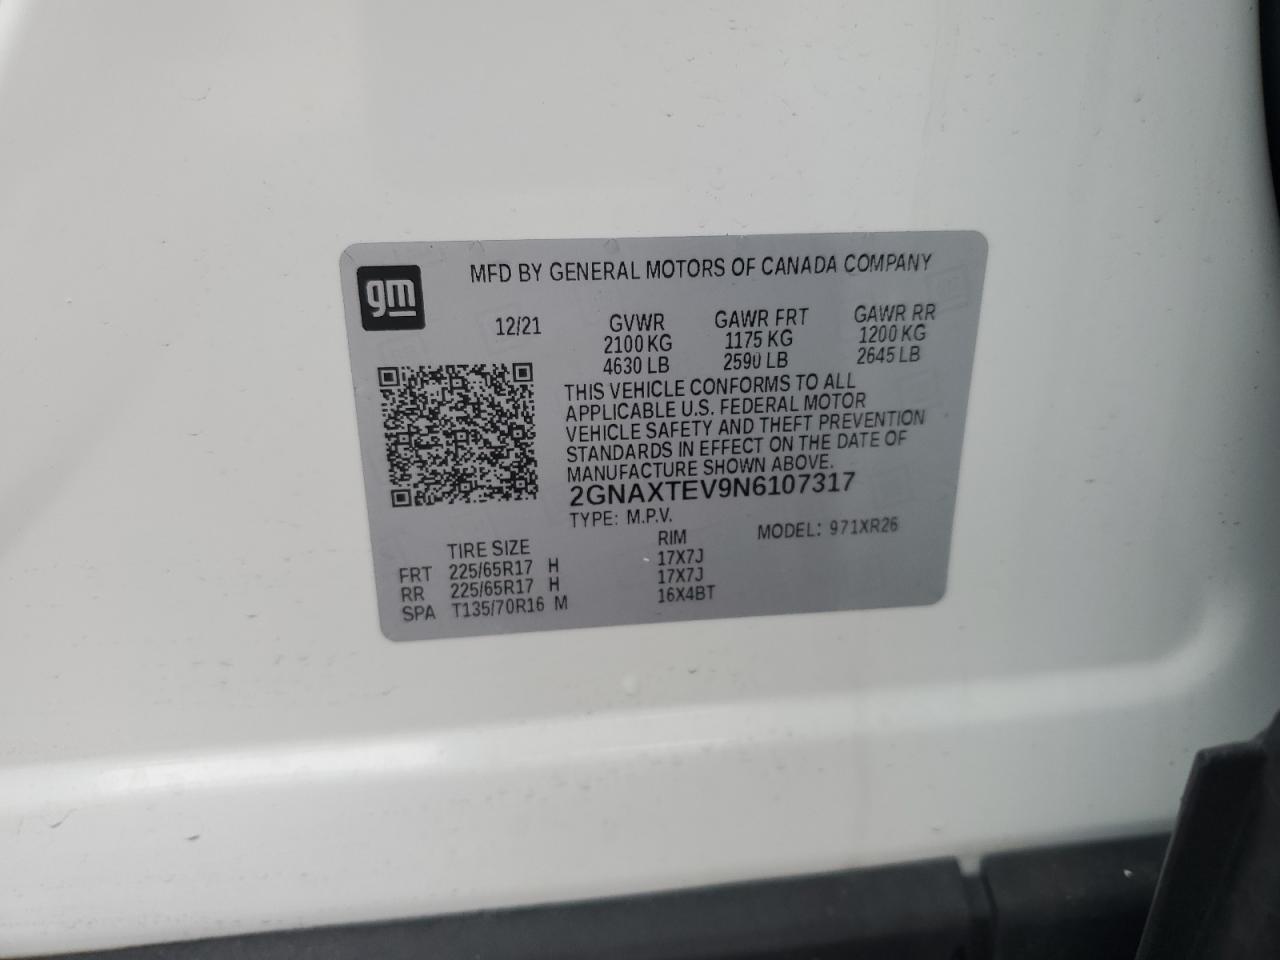 gm
MFD BY GENERAL MOTORS OF CANADA COMPANY
12/21 GVWR GAWR FRT GAWR RR
2100 KG 1175 KG 1200 KG
4630 LB 2590 LB 2645 LB
THIS VEHICLE CONFORMS TO ALL
APPLICABLE U.S. FEDERAL MOTOR
VEHICLE SAFETY AND THEFT PREVENTION
STANDARDS IN EFFECT ON THE DATE OF
MANUFACTURE SHOWN ABOVE.
2GNAXTEV9N6107317
TYPE: M.P.V. MODEL: 971XR26
TIRE SIZE RIM
FRT 225/65R17 H 17X7J
RR 225/65R17 H 17X7J
SPA T135/70R16 M 16X4BT